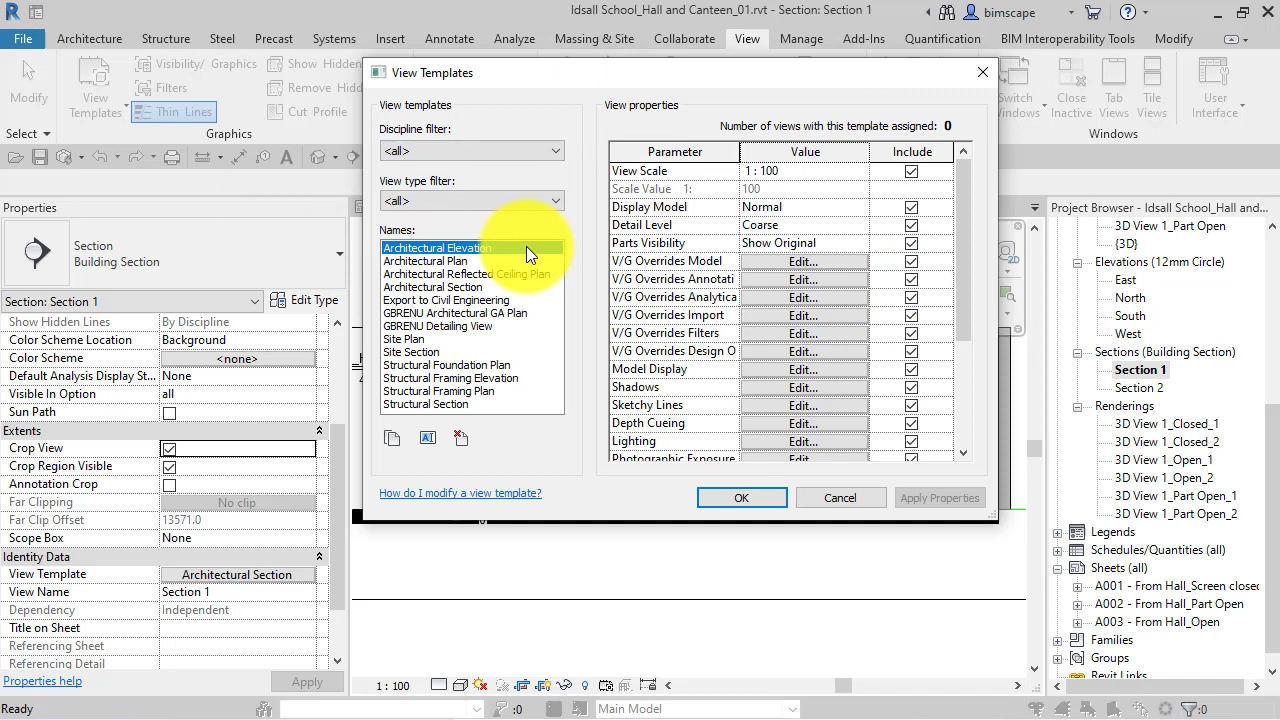 Idsall School_Hall and Canteen_01.rvt - Section: Section 1
bimscape
File
Architecture
Structure
Steel
Precast
Systems
Insert
Annotate
Analyze
Massing & Site
Collaborate
View
Manage
Add-Ins
Quantification
BIM Interoperability Tools
Modify
Modify
View
Templates
Visibility/ Graphics
Filters
Thin Lines
Show Hidden
Remove Hidd
Cut Profile
Switch
Windows
Close
Inactive
Tab
Views
Tile
Views
User
Interface
Select
Graphics
Windows
Properties
Section
Building Section
Section: Section 1
Edit Type
Show Hidden Lines By Discipline
Color Scheme Location Background
Color Scheme <none>
Default Analysis Display St... None
Visible In Option all
Sun Path
Extents
Crop View
Crop Region Visible
Annotation Crop
Far Clipping No clip
Far Clip Offset 13571.0
Scope Box None
Identity Data
View Template Architectural Section
View Name Section 1
Dependency Independent
Title on Sheet
Referencing Sheet
Referencing Detail
Properties help
Apply
View Templates
View templates
Discipline filter:
<all>
View type filter:
<all>
Names:
Architectural Elevation
Architectural Plan
Architectural Reflected Ceiling Plan
Architectural Section
Export to Civil Engineering
GBRENU Architectural GA Plan
GBRENU Detailing View
Site Plan
Site Section
Structural Foundation Plan
Structural Framing Elevation
Structural Framing Plan
Structural Section
How do I modify a view template?
View properties
Number of views with this template assigned: 0
Parameter Value Include
View Scale 1 : 100
Scale Value 1: 100
Display Model Normal
Detail Level Coarse
Parts Visibility Show Original
V/G Overrides Model Edit...
V/G Overrides Annotati Edit...
V/G Overrides Analytica Edit...
V/G Overrides Import Edit...
V/G Overrides Filters Edit...
V/G Overrides Design O Edit...
Model Display Edit...
Shadows Edit...
Sketchy Lines Edit...
Depth Cueing Edit...
Lighting Edit...
Photographic Exposure Edit...
OK
Cancel
Apply Properties
2D
Project Browser - Idsall School_Hall and...
3D View 1_Part Open
{3D}
Elevations (12mm Circle)
East
North
South
West
Sections (Building Section)
Section 1
Section 2
Renderings
3D View 1_Closed_1
3D View 1_Closed_2
3D View 1_Open_1
3D View 1_Open_2
3D View 1_Part Open_1
3D View 1_Part Open_2
Legends
Schedules/Quantities (all)
Sheets (all)
A001 - From Hall_Screen closed
A002 - From Hall_Part Open
A003 - From Hall_Open
Families
Groups
Revit Links
1 : 100
Ready
:0
Main Model
:0